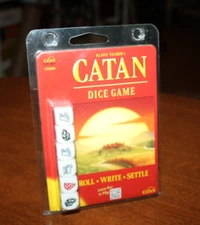 KLAUS TEUBER'S
CATAN
DICE GAME
ROLL • WRITE • SETTLE